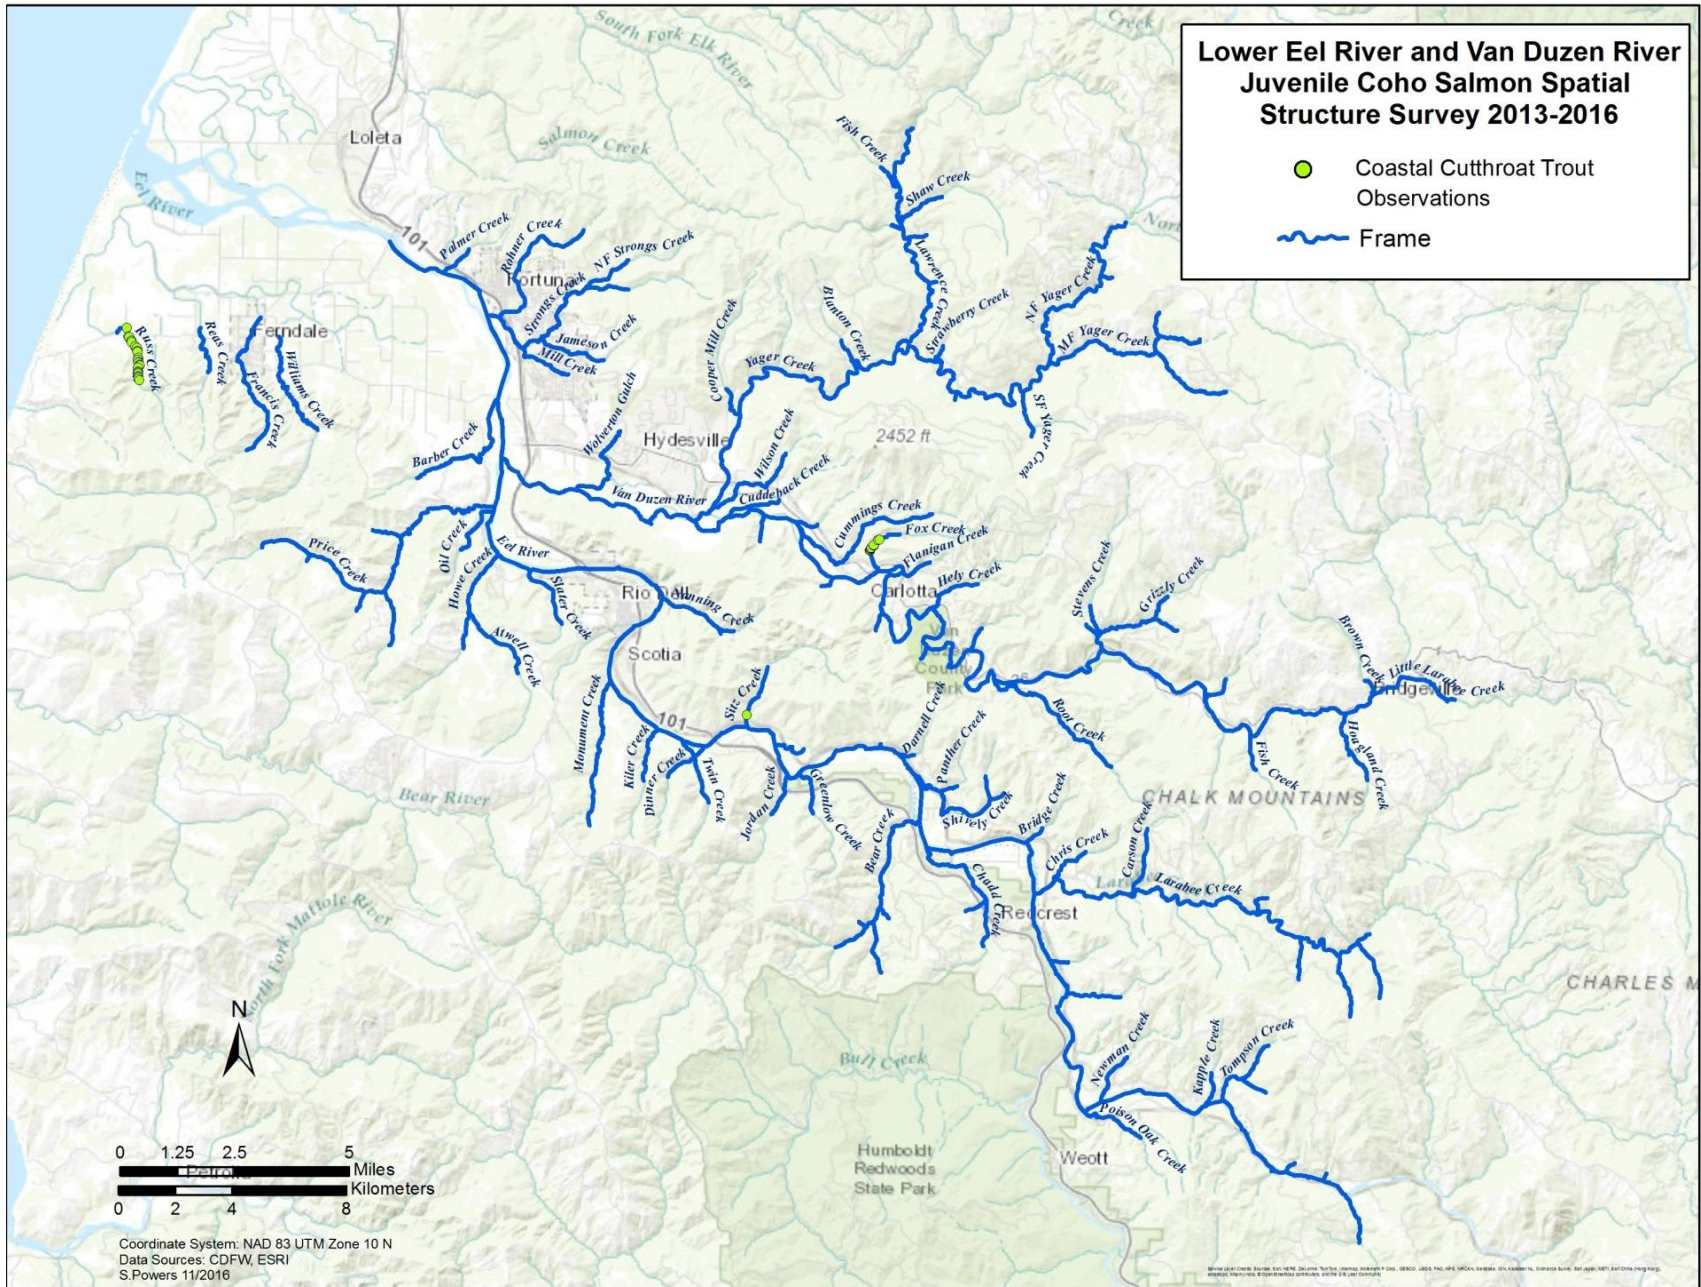 Lower Eel River and Van Duzen River
Juvenile Coho Salmon Spatial
Structure Survey 2013-2016
Coastal Cutthroat Trout
Observations
Frame
South Fork Elk River
Creek
Salmon Creek
Loleta
Eel River
101
Palmer Creek
Rohner Creek
Fortuna
NF Strongs Creek
Strongs Creek
Jameson Creek
Mill Creek
Fish Creek
Shaw Creek
Lawrence Creek
Strawberry Creek
Blanton Creek
North
NF Yager Creek
MF Yager Creek
SF Yager Creek
Yager Creek
Cooper Mill Creek
Russ Creek
Reas Creek
Ferndale
Francis Creek
Williams Creek
Barber Creek
Wolverton Gulch
Hydesville
Wilson Creek
2452 ft
Van Duzen River
Cuddeback Creek
Cummings Creek
Fox Creek
Flanigan Creek
Carlotta
Hely Creek
Van
Duzen
County
Park
36
Price Creek
Oil Creek
Howe Creek
Eel River
Slater Creek
Atwell Creek
Rio Dell
Nanning Creek
Scotia
Stevens Creek
Grizzly Creek
Brown Creek
Little Larabee Creek
Bridgeville
Hoagland Creek
Fish Creek
Root Creek
CHALK MOUNTAINS
Monument Creek
101
Sitz Creek
Kiler Creek
Dinner Creek
Twin Creek
Jordan Creek
Greenlow Creek
Darnell Creek
Panther Creek
Shively Creek
Bridge Creek
Bear Creek
Chadd Creek
Chris Creek
Carson Creek
Larabee Creek
Redcrest
Bear River
North Fork Mattole River
CHARLES M
Newman Creek
Kapple Creek
Tompson Creek
Poison Oak Creek
Bull Creek
Humboldt
Redwoods
State Park
Weott
N
0 1.25 2.5 5
Miles
Petrolia
Kilometers
0 2 4 8
Coordinate System: NAD 83 UTM Zone 10 N
Data Sources: CDFW, ESRI
S.Powers 11/2016